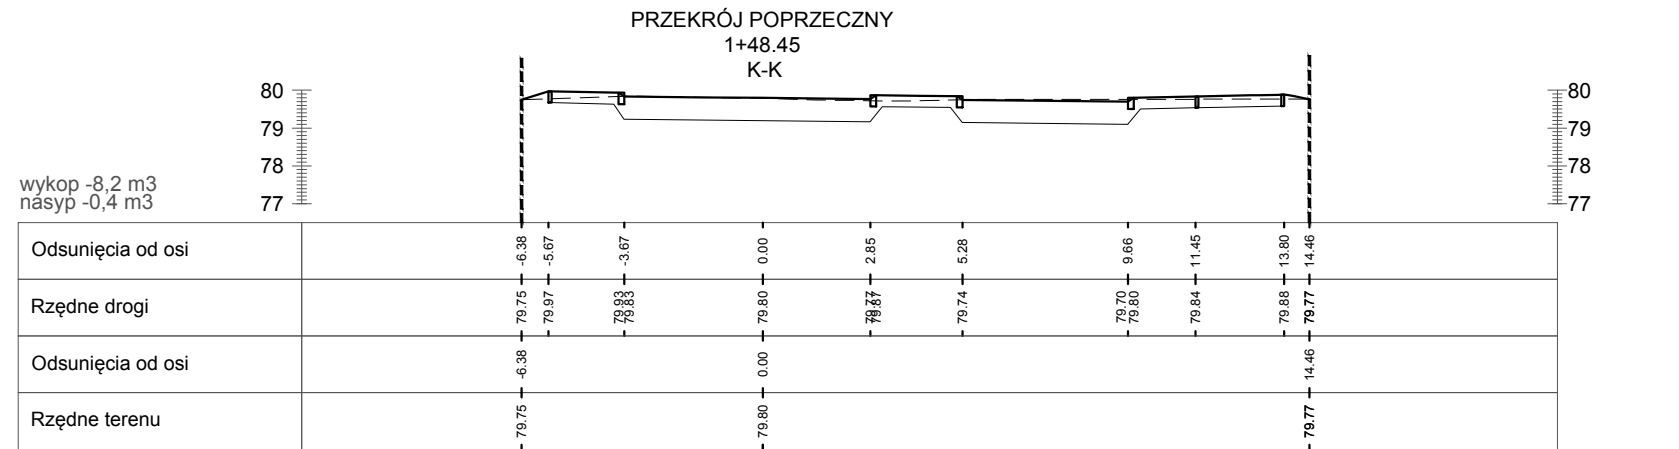 PRZEKRÓJ POPRZECZNY
1+48.45
K-K
80
79
78
77
80
79
78
77
wykop -8,2 m3
nasyp -0,4 m3
Odsunięcia od osi -6.38 -5.67 -3.67 0.00 2.85 5.28 9.66 11.45 13.80 14.46
Rzędne drogi 79.75 79.97 79.93 79.83 79.80 79.77 79.87 79.74 79.70 79.80 79.84 79.88 79.77
Odsunięcia od osi -6.38 0.00 14.46
Rzędne terenu 79.75 79.80 79.77